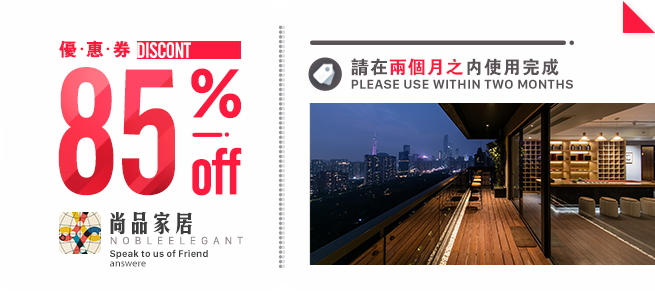 優·惠·券 DISCONT
85%
off
尚品家居
NOBLEELEGANT
Speak to us of Friend
answere
請在兩個月之内使用完成
PLEASE USE WITHIN TWO MONTHS